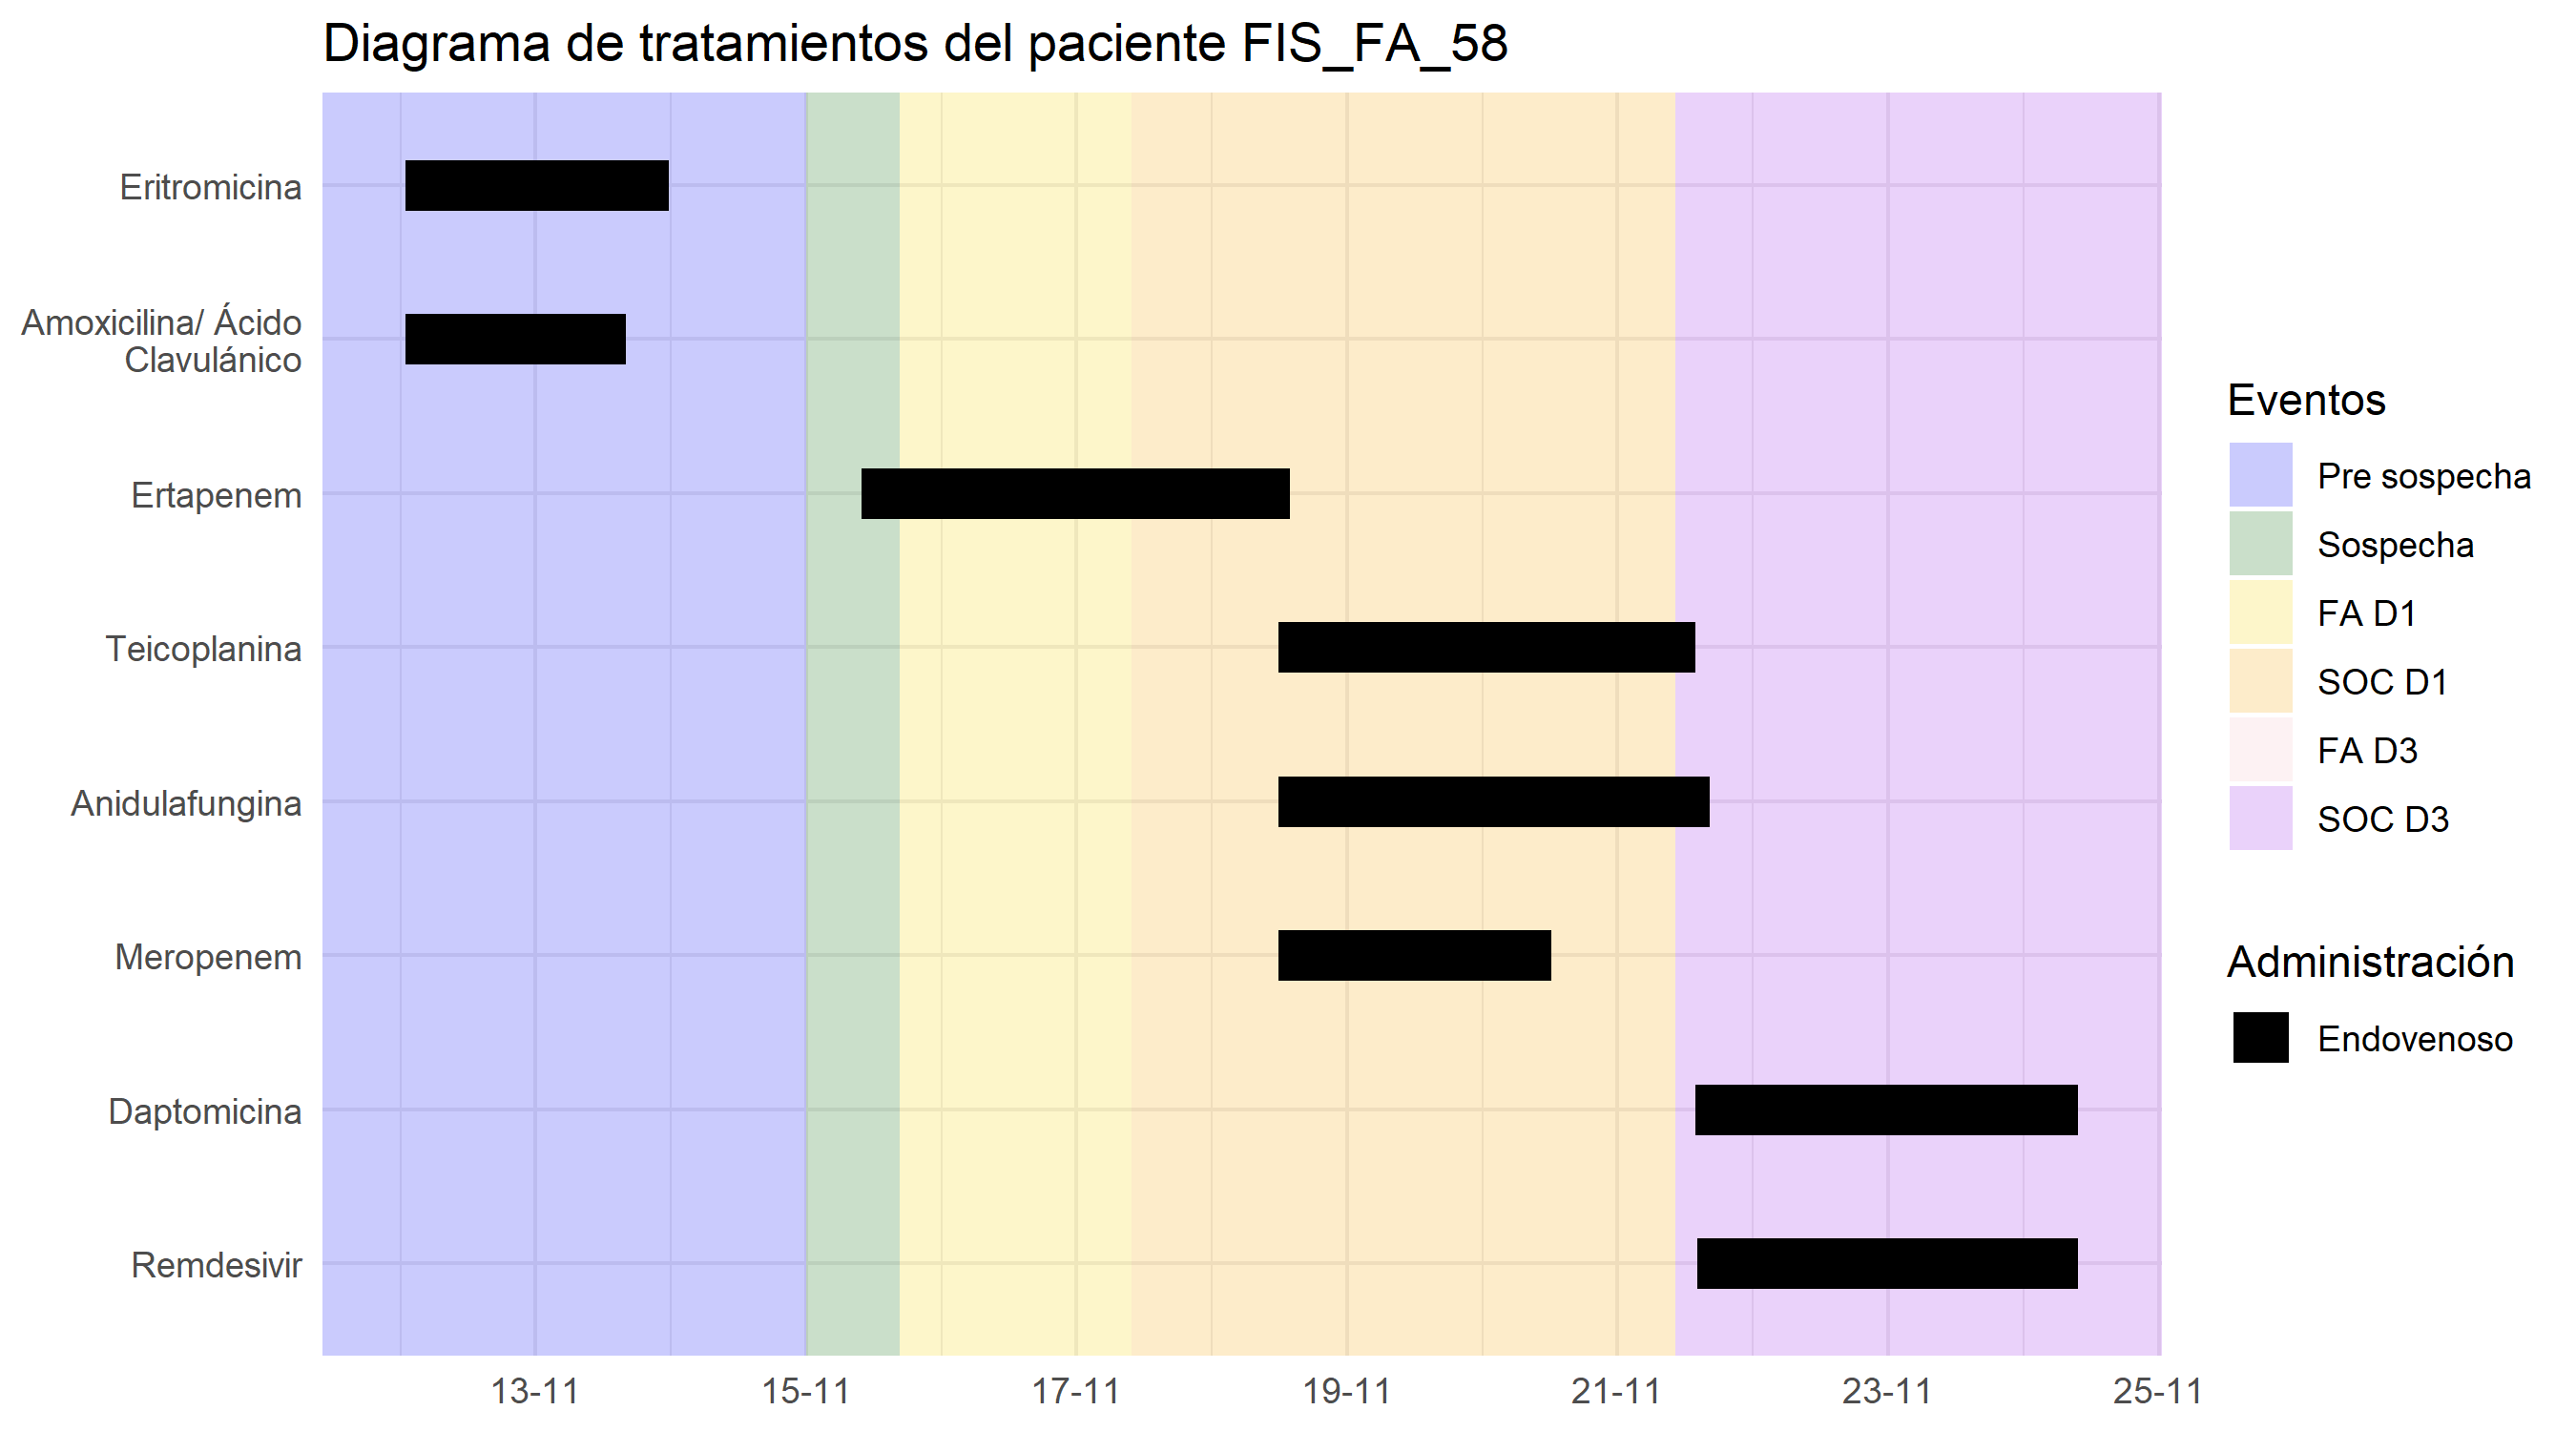 Diagrama de tratamientos del paciente FIS_FA_58
Eritromicina
Amoxicilina/ Ácido
Clavulánico
Ertapenem
Teicoplanina
Anidulafungina
Meropenem
Daptomicina
Remdesivir
13-11
15-11
17-11
19-11
21-11
23-11
25-11
Eventos
Pre sospecha
Sospecha
FA D1
SOC D1
FA D3
SOC D3
Administración
Endovenoso